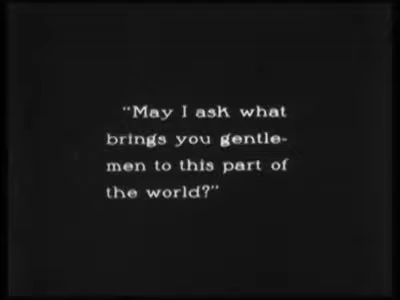 "May I ask what
brings you gentle-
men to this part of
the world?"